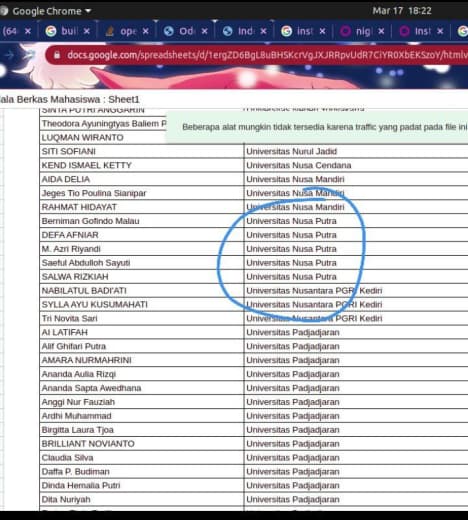 Google Chrome ▾ Mar 17 18:22
(64 × buil × ope × Od × Ind × inst × nigl × Inst ×
docs.google.com/spreadsheets/d/1ergZD6BgL8uBHSKcrVgJXJRRpvUdR7CiYR0XbEKSzoY/htmlv
ala Berkas Mahasiswa : Sheet1
SINTA PUTRI ANGGARIN
Theodora Ayuningtyas Baliem P
Beberapa alat mungkin tidak tersedia karena traffic yang padat pada file ini
LUQMAN WIRANTO
SITI SOFIANI Universitas Nurul Jadid
KEND ISMAEL KETTY Universitas Nusa Cendana
AIDA DELIA Universitas Nusa Mandiri
Jeges Tio Poulina Sianipar Universitas Nusa Mandiri
RAHMAT HIDAYAT Universitas Nusa Mandiri
Berniman Gofindo Malau Universitas Nusa Putra
DEFA AFNIAR Universitas Nusa Putra
M. Azri Riyandi Universitas Nusa Putra
Saeful Abdulloh Sayuti Universitas Nusa Putra
SALWA RIZKIAH Universitas Nusa Putra
NABILATUL BADI'ATI Universitas Nusantara PGRI Kediri
SYLLA AYU KUSUMAHATI Universitas Nusantara PGRI Kediri
Tri Novita Sari Universitas Nusantara PGRI Kediri
AI LATIFAH Universitas Padjadjaran
Alif Ghifari Putra Universitas Padjadjaran
AMARA NURMAHRINI Universitas Padjadjaran
Ananda Aulia Rizqi Universitas Padjadjaran
Ananda Sapta Awedhana Universitas Padjadjaran
Anggi Nur Fauziah Universitas Padjadjaran
Ardhi Muhammad Universitas Padjadjaran
Birgitta Laura Tjoa Universitas Padjadjaran
BRILLIANT NOVIANTO Universitas Padjadjaran
Claudia Silva Universitas Padjadjaran
Daffa P. Budiman Universitas Padjadjaran
Dinda Hemalia Putri Universitas Padjadjaran
Dita Nuriyah Universitas Padjadjaran